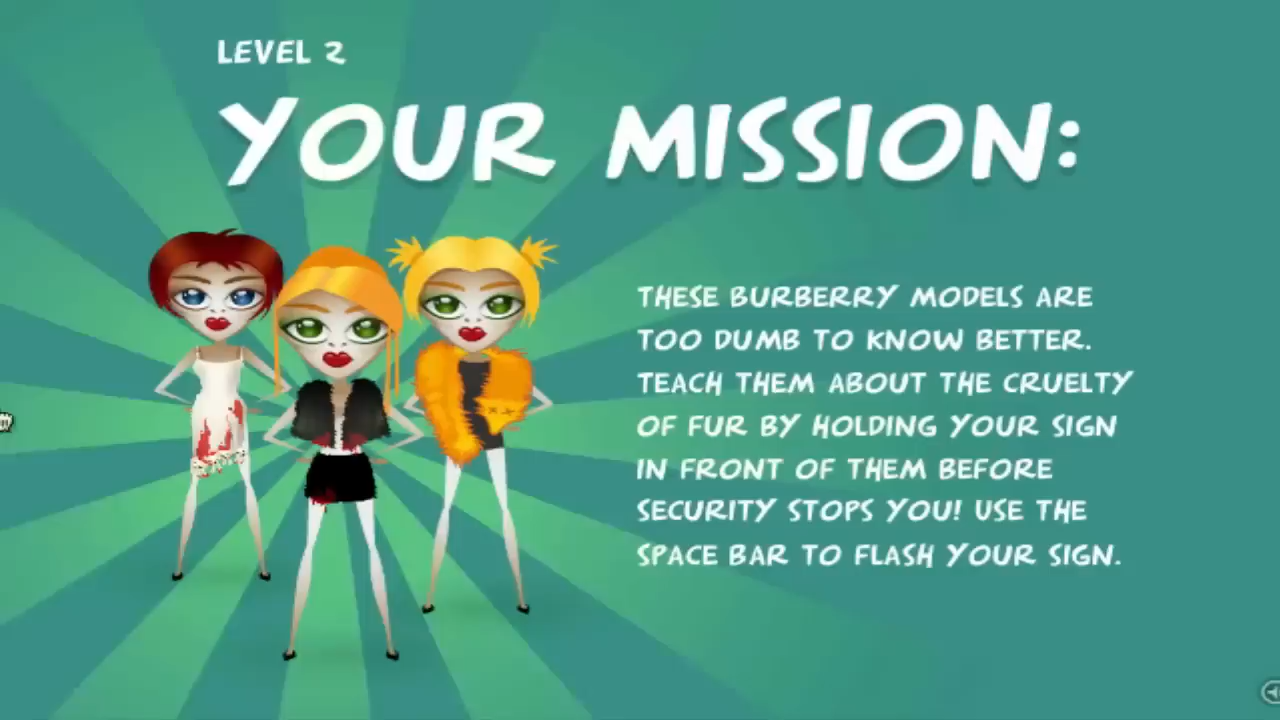 LEVEL 2
YOUR MISSION:
THESE BURBERRY MODELS ARE
TOO DUMB TO KNOW BETTER.
TEACH THEM ABOUT THE CRUELTY
OF FUR BY HOLDING YOUR SIGN
IN FRONT OF THEM BEFORE
SECURITY STOPS YOU! USE THE
SPACE BAR TO FLASH YOUR SIGN.